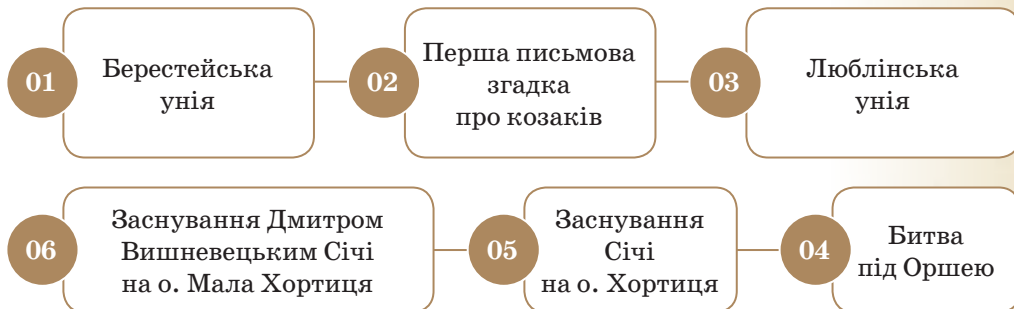 01
Берестейська
унія
02
Перша письмова
згадка
про козаків
03
Люблінська
унія
06
Заснування Дмитром
Вишневецьким Січі
на о. Мала Хортиця
05
Заснування
Січі
на о. Хортиця
04
Битва
під Оршею